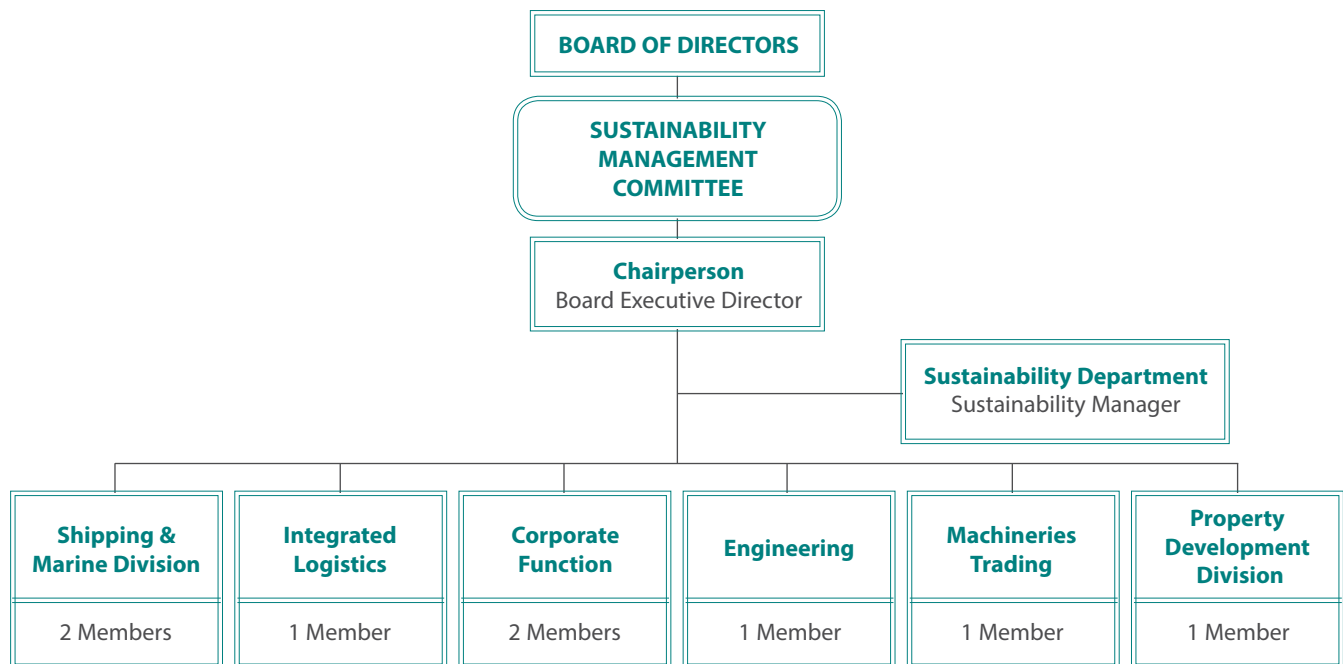 BOARD OF DIRECTORS
SUSTAINABILITY
MANAGEMENT
COMMITTEE
Chairperson
Board Executive Director
Sustainability Department
Sustainability Manager
Shipping &
Marine Division
2 Members
Integrated
Logistics
1 Member
Corporate
Function
2 Members
Engineering
1 Member
Machineries
Trading
1 Member
Property
Development
Division
1 Member